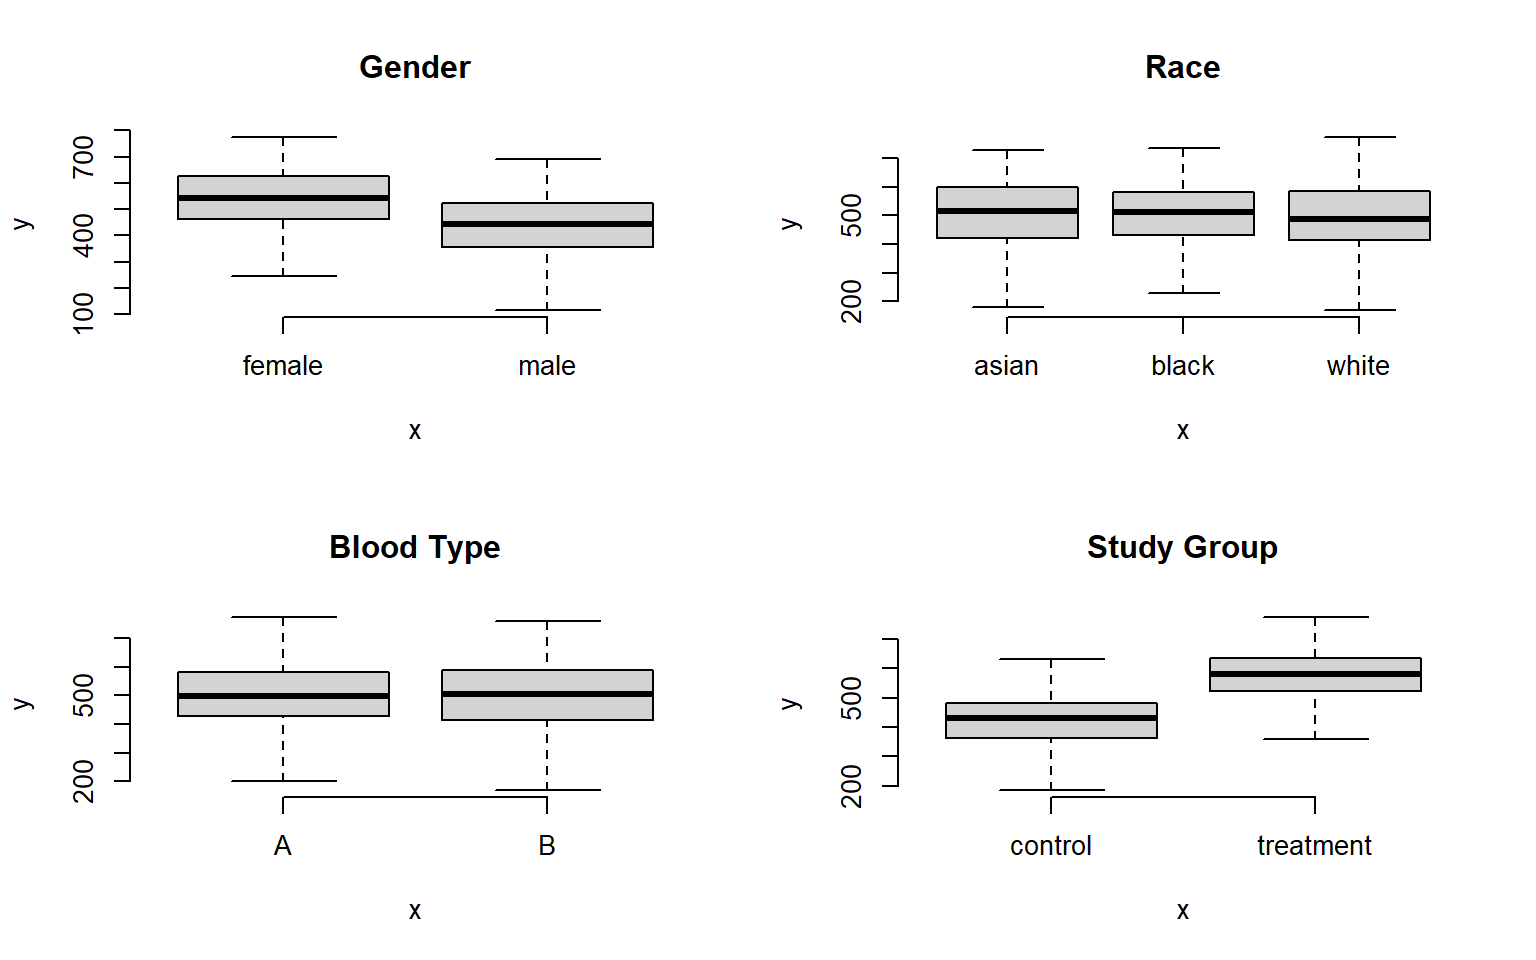 Gender
y
700
400
100
female male
x
Race
y
500
200
asian black white
x
Blood Type
y
500
200
A B
x
Study Group
y
500
200
control treatment
x